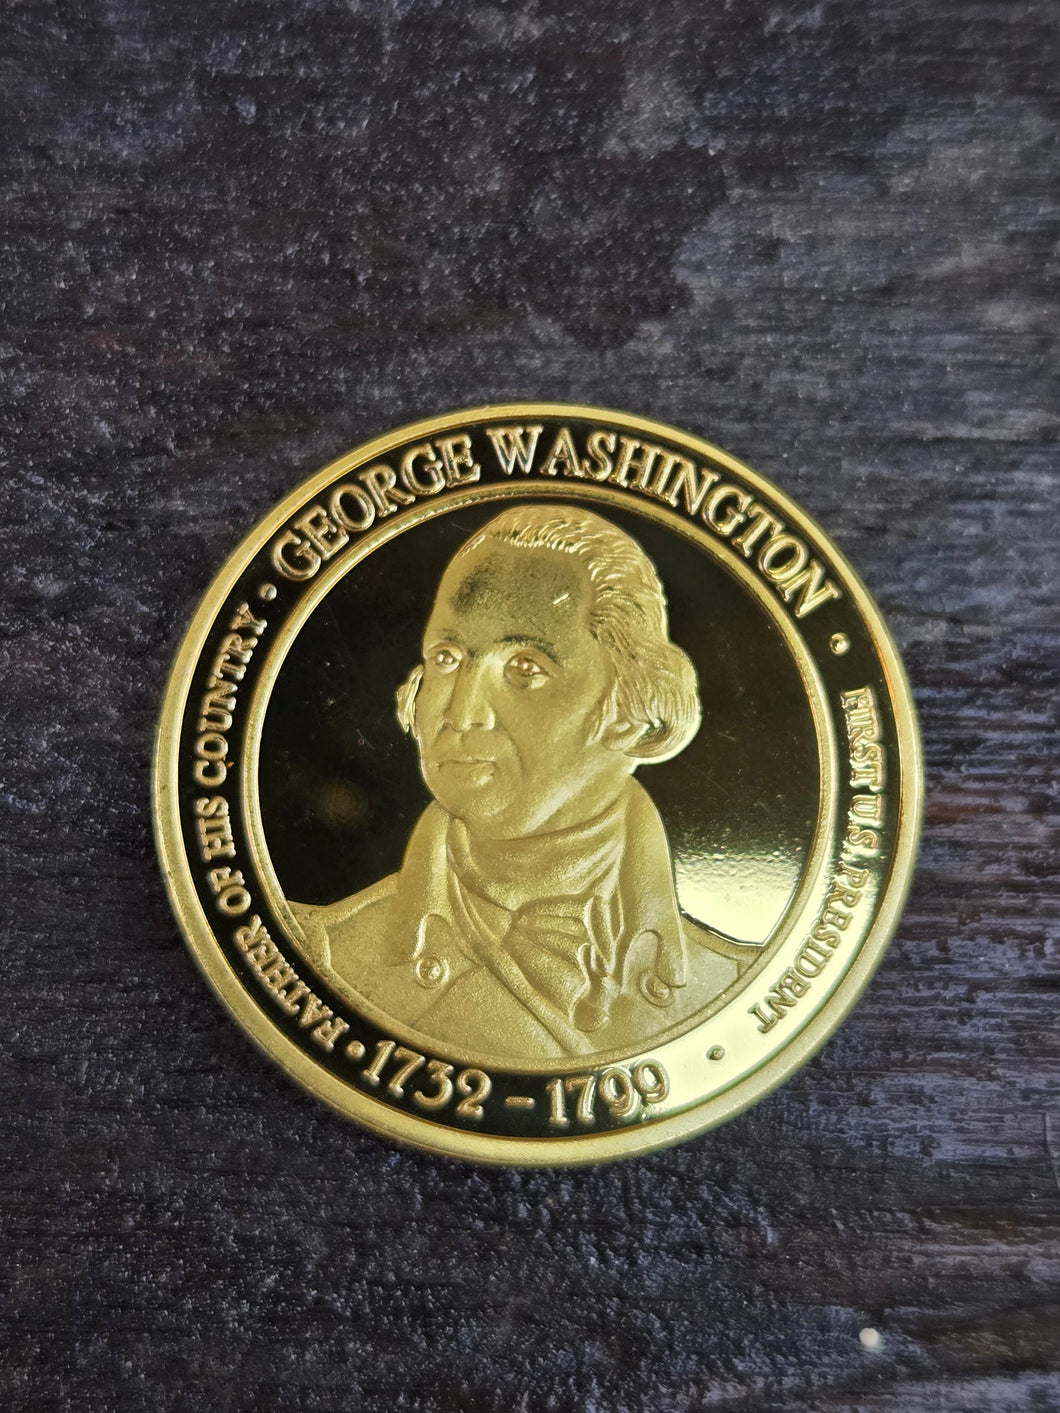 GEORGE WASHINGTON
FIRST U.S. PRESIDENT
1732 - 1799
FATHER OF HIS COUNTRY